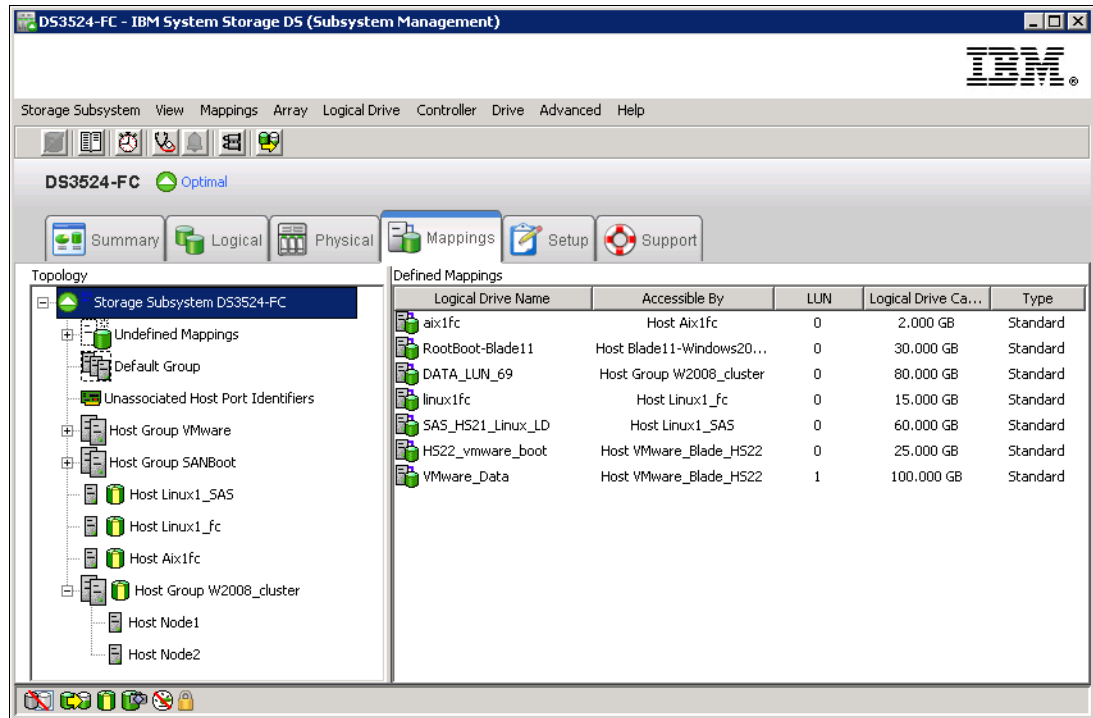 DS3524-FC - IBM System Storage DS (Subsystem Management)
IBM®
Storage Subsystem View Mappings Array Logical Drive Controller Drive Advanced Help
DS3524-FC Optimal
Summary Logical Physical Mappings Setup Support
Topology
Storage Subsystem DS3524-FC
Undefined Mappings
Default Group
Unassociated Host Port Identifiers
Host Group VMware
Host Group SANBoot
Host Linux1_SAS
Host Linux1_fc
Host Aix1fc
Host Group W2008_cluster
Host Node1
Host Node2
Defined Mappings
Logical Drive Name Accessible By LUN Logical Drive Ca... Type
aix1fc Host Aix1fc 0 2.000 GB Standard
RootBoot-Blade11 Host Blade11-Windows20... 0 30.000 GB Standard
DATA_LUN_69 Host Group W2008_cluster 0 80.000 GB Standard
linux1fc Host Linux1_fc 0 15.000 GB Standard
SAS_HS21_Linux_LD Host Linux1_SAS 0 60.000 GB Standard
HS22_vmware_boot Host VMware_Blade_HS22 0 25.000 GB Standard
VMware_Data Host VMware_Blade_HS22 1 100.000 GB Standard